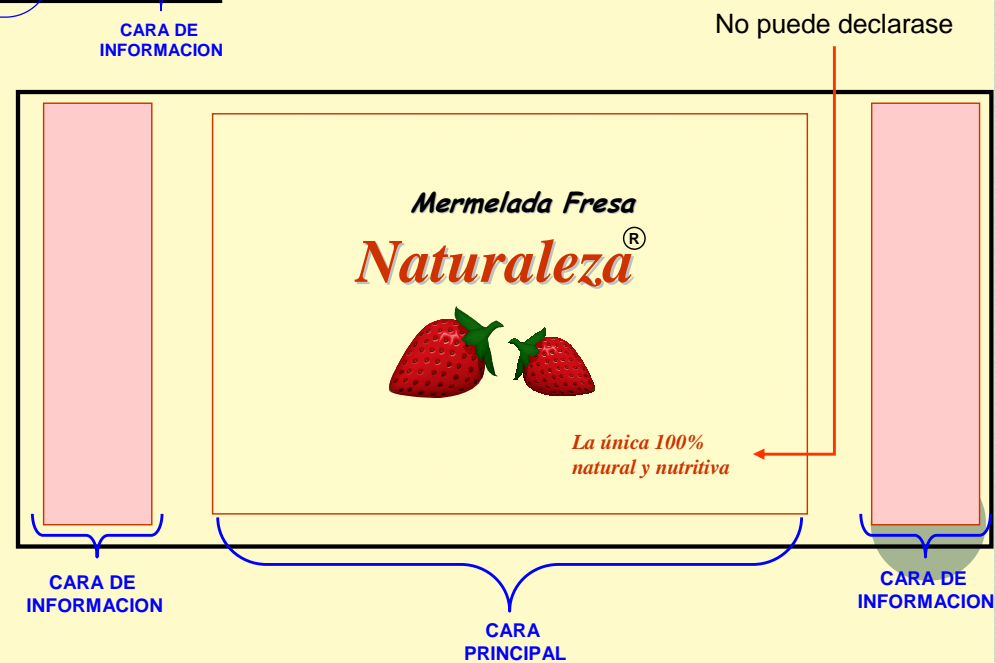 No puede declarase
CARA DE
INFORMACION
Mermelada Fresa
Naturaleza®
La única 100%
natural y nutritiva
CARA DE
INFORMACION
CARA
PRINCIPAL
CARA DE
INFORMACION